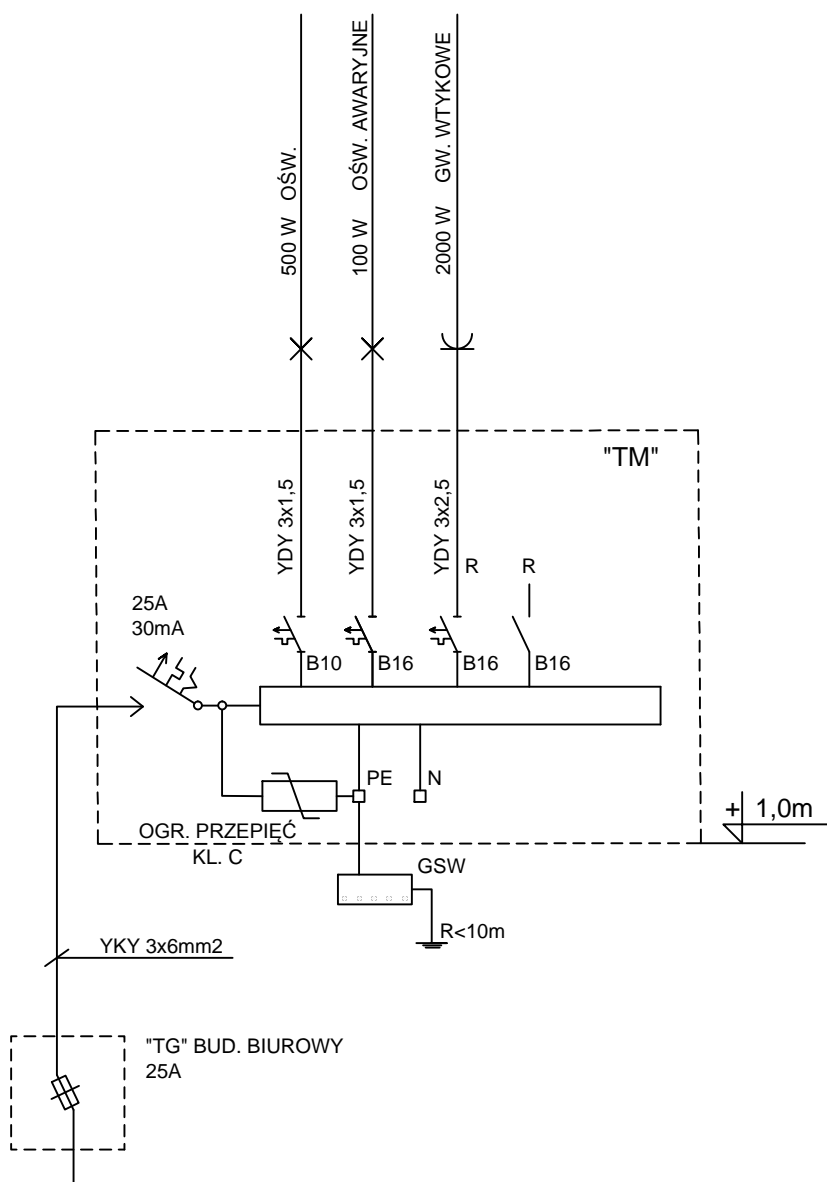 500 W OŚW.
100 W OŚW. AWARYJNE
2000 W GW. WTYKOWE
"TM"
YDY 3x1,5
YDY 3x1,5
YDY 3x2,5
R
R
25A
30mA
B10
B16
B16
B16
PE
N
OGR. PRZEPIĘĆ
KL. C
+ 1,0m
GSW
R<10m
YKY 3x6mm2
"TG" BUD. BIUROWY
25A